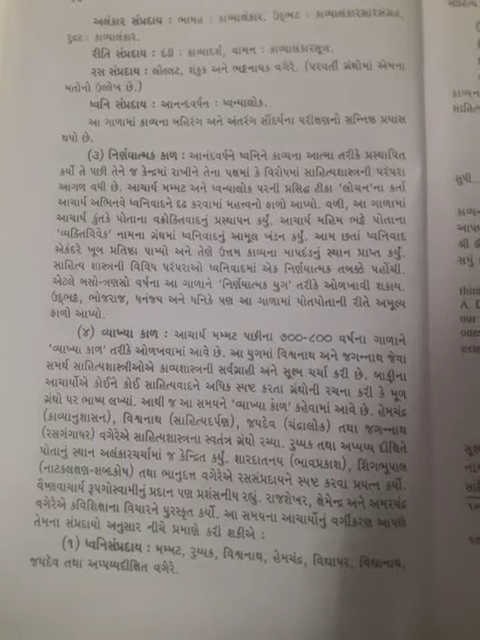 અલંકાર સંપ્રદાય : ભામહ : કાવ્યાલંકાર, ઉદ્ભટ : કાવ્યાલંકારસારસંગ્રહ,
રુદ્રટ : કાવ્યાલંકાર.
રીતિ સંપ્રદાય : દંડી : કાવ્યાદર્શ, વામન : કાવ્યાલંકારસૂત્ર.
રસ સંપ્રદાય : લોલ્લટ, શંકુક અને ભટ્ટનાયક વગેરે. (પરવર્તી ગ્રંથોમાં એમના
મતોનો ઉલ્લેખ છે.)
ધ્વનિ સંપ્રદાય : આનન્દવર્ધન : ધ્વન્યાલોક.
આ ગાળામાં કાવ્યના બહિરંગ અને અંતરંગ સૌંદર્યના પરીક્ષણનો સન્નિષ્ઠ પ્રયાસ
થયો છે.
(૩) નિર્ણયાત્મક કાળ : આનંદવર્ધને ધ્વનિને કાવ્યના આત્મા તરીકે પ્રસ્થાપિત
કર્યો તે પછી તેને જ કેન્દ્રમાં રાખીને તેના પક્ષમાં કે વિરોધમાં સાહિત્યશાસ્ત્રની પરંપરા
આગળ વધી છે. આચાર્ય મમ્મટ અને ધ્વન્યાલોક પરની પ્રસિદ્ધ ટીકા 'લોચન'ના કર્તા
આચાર્ય અભિનવે ધ્વનિવાદને દૃઢ કરવામાં મહત્ત્વનો ફાળો આપ્યો. વળી, આ ગાળામાં
આચાર્ય કુંતકે પોતાના વક્રોક્તિવાદનું પ્રસ્થાપન કર્યું. આચાર્ય મહિમ ભટ્ટે પોતાના
'વ્યક્તિવિવેક' નામના ગ્રંથમાં ધ્વનિવાદનું આમૂલ ખંડન કર્યું. આમ છતાં ધ્વનિવાદ
એકંદરે ખૂબ પ્રતિષ્ઠા પામ્યો અને તેણે ઉત્તમ કાવ્યના માપદંડનું સ્થાન પ્રાપ્ત કર્યું.
સાહિત્ય શાસ્ત્રની વિવિધ પરંપરાઓ ધ્વનિવાદમાં એક નિર્ણયાત્મક તબક્કે પહોંચી.
એટલે બસો-ત્રણસો વર્ષના આ ગાળાને 'નિર્ણયાત્મક યુગ' તરીકે ઓળખાવી શકાય.
ઉદ્ભટ્ટ, ભોજરાજ, ધનંજય અને ધનિકે પણ આ ગાળામાં પોતપોતાની રીતે અમૂલ્ય
ફાળો આપ્યો.
(૪) વ્યાખ્યા કાળ : આચાર્ય મમ્મટ પછીના ૭૦૦-૮૦૦ વર્ષના ગાળાને
'વ્યાખ્યા કાળ' તરીકે ઓળખવામાં આવે છે. આ યુગમાં વિશ્વનાથ અને જગન્નાથ જેવા
સમર્થ સાહિત્યશાસ્ત્રીઓએ કાવ્યશાસ્ત્રની સર્વગ્રાહી અને સૂક્ષ્મ ચર્ચા કરી છે. બાકીના
આચાર્યોએ કોઈને કોઈ સાહિત્યવાદને અધિક સ્પષ્ટ કરતા ગ્રંથોની રચના કરી કે મૂળ
ગ્રંથો પર ભાષ્ય લખ્યાં. આથી જ આ સમયને 'વ્યાખ્યા કાળ' કહેવામાં આવે છે. હેમચંદ્ર
(કાવ્યાનુશાસન), વિશ્વનાથ (સાહિત્યદર્પણ), જયદેવ (ચંદ્રાલોક) તથા જગન્નાથ
(રસગંગાધર) વગેરેએ સાહિત્યશાસ્ત્રના સ્વતંત્ર ગ્રંથો રચ્યા. રુય્યક તથા અપ્પય્ય દીક્ષિતે
પોતાનું સ્થાન અલંકારચર્ચામાં જ કેન્દ્રિત કર્યું. શારદાતનય (ભાવપ્રકાશ), શિંગભૂપાલ
(નાટકલક્ષણ-શબ્દકોષ) તથા ભાનુદત્ત વગેરેએ રસસંપ્રદાયને સ્પષ્ટ કરવા પ્રયત્ન કર્યો.
વૈષ્ણવાચાર્ય રૂપગોસ્વામીનું પ્રદાન પણ પ્રશંસનીય રહ્યું. રાજશેખર, ક્ષેમેન્દ્ર અને અમરચંદ્ર
વગેરેએ કવિશિક્ષાના વિચારને પુરસ્કૃત કર્યો. આ સમયના આચાર્યોનું વર્ગીકરણ આપણે
તેમના સંપ્રદાયો અનુસાર નીચે પ્રમાણે કરી શકીએ :
(૧) ધ્વનિસંપ્રદાય : મમ્મટ, રુય્યક, વિશ્વનાથ, હેમચંદ્ર, વિદ્યાધર, વિદ્યાનાથ,
જયદેવ તથા અપ્પય્યદીક્ષિત વગેરે.